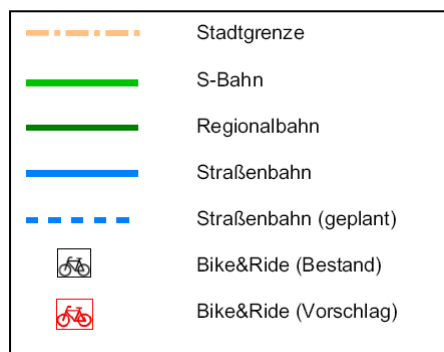 Stadtgrenze
S-Bahn
Regionalbahn
Straßenbahn
Straßenbahn (geplant)
Bike&Ride (Bestand)
Bike&Ride (Vorschlag)